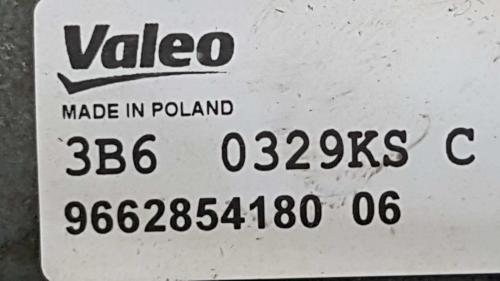 Valeo
MADE IN POLAND
3B6 0329KS C
9662854180 06